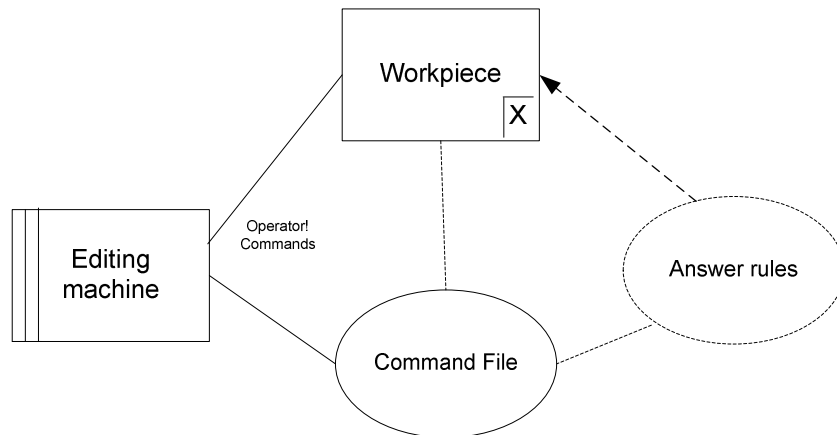 Workpiece
X
Operator!
Commands
Editing
machine
Answer rules
Command File